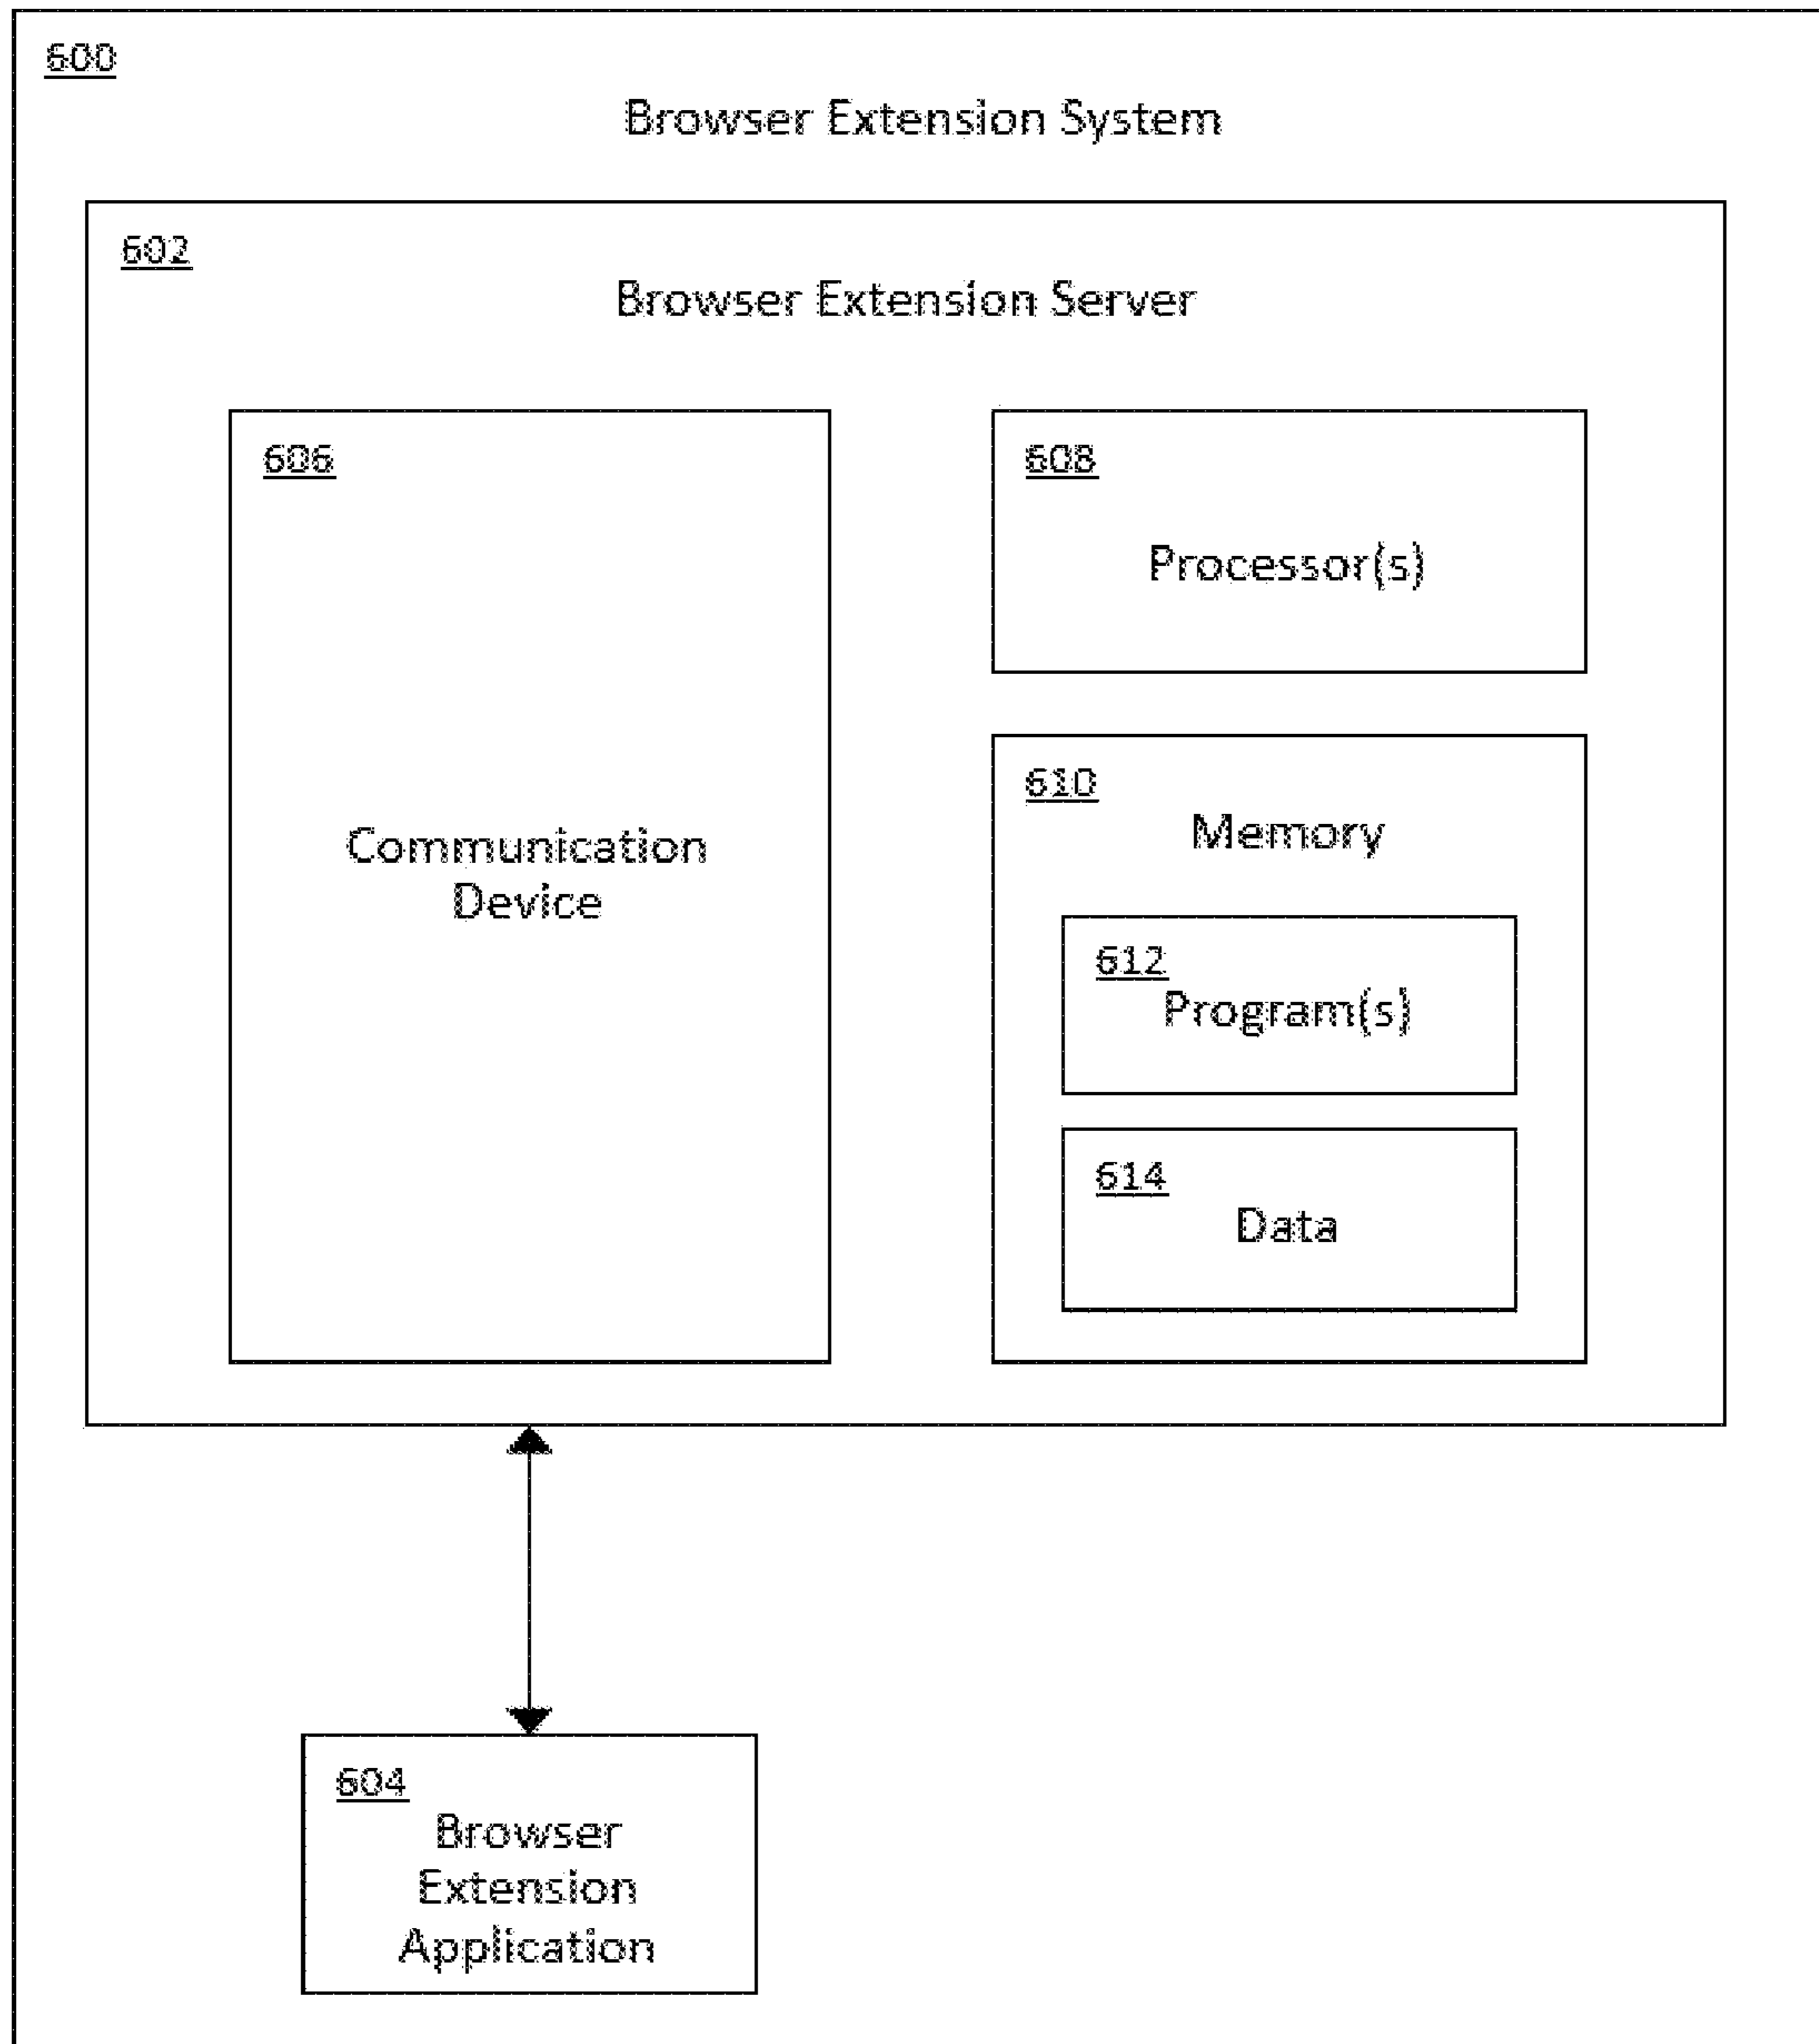 600
Browser Extension System
602
Browser Extension Server
606
Communication
Device
608
Processor(s)
610
Memory
612
Program(s)
614
Data
604
Browser
Extension
Application